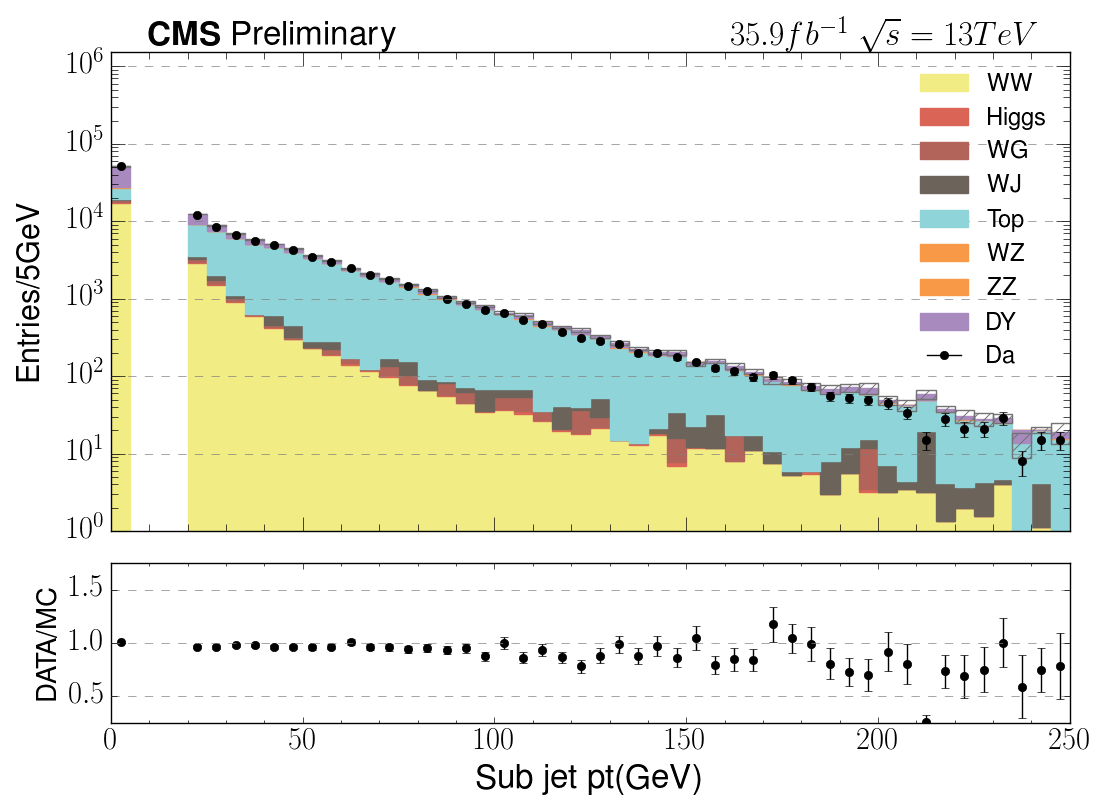 CMS Preliminary 35.9fb⁻¹ √s = 13TeV
10⁶
10⁵
10⁴
10³
10²
10¹
10⁰
Entries/5GeV
WW
Higgs
WG
WJ
Top
WZ
ZZ
DY
Da
1.5
1.0
0.5
DATA/MC
0 50 100 150 200 250
Sub jet pt(GeV)